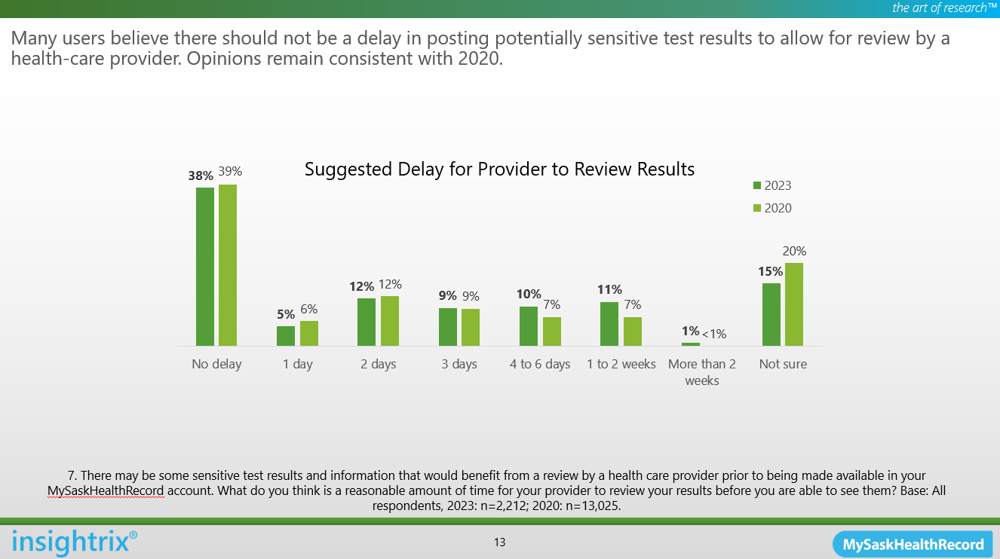 the art of research™
Many users believe there should not be a delay in posting potentially sensitive test results to allow for review by a
health-care provider. Opinions remain consistent with 2020.
Suggested Delay for Provider to Review Results
2023
2020
38% 39%
5% 6%
12% 12%
9% 9%
10% 7%
11% 7%
1% <1%
15% 20%
No delay
1 day
2 days
3 days
4 to 6 days
1 to 2 weeks
More than 2
weeks
Not sure
7. There may be some sensitive test results and information that would benefit from a review by a health care provider prior to being made available in your
MySaskHealthRecord account. What do you think is a reasonable amount of time for your provider to review your results before you are able to see them? Base: All
respondents, 2023: n=2,212; 2020: n=13,025.
insightrix®
13
MySaskHealthRecord